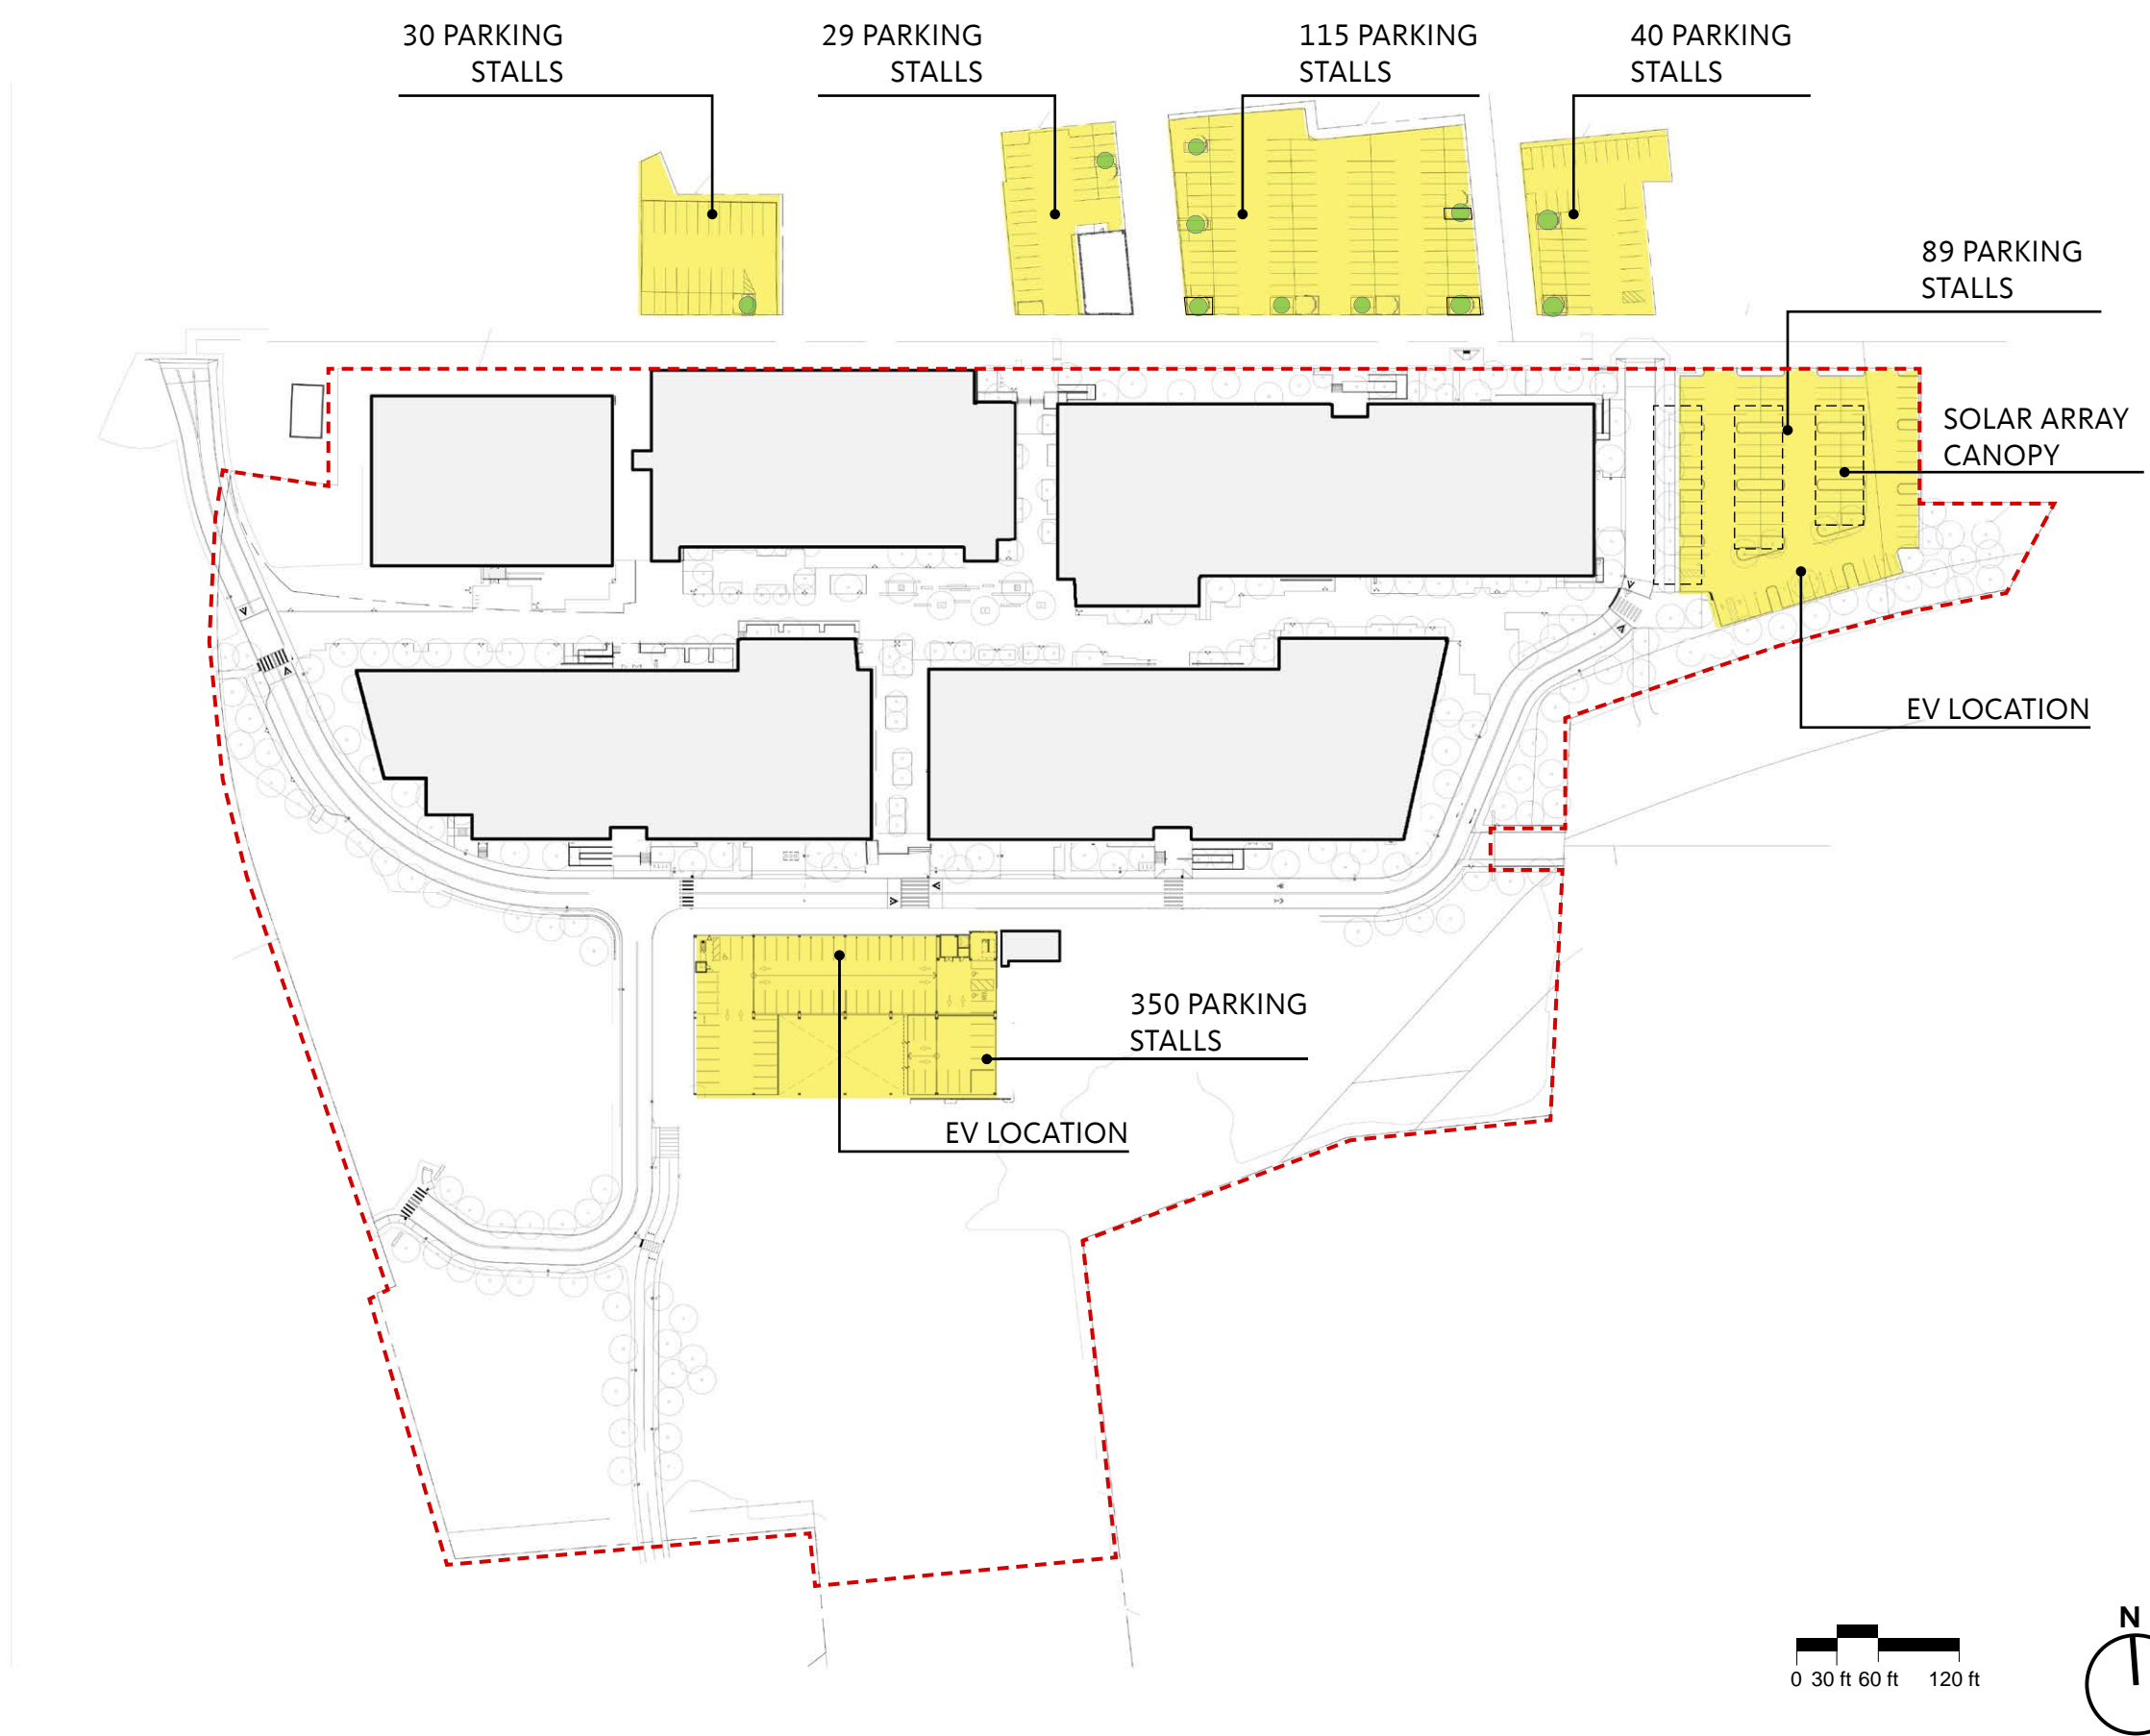 30 PARKING
STALLS
29 PARKING
STALLS
115 PARKING
STALLS
40 PARKING
STALLS
89 PARKING
STALLS
SOLAR ARRAY
CANOPY
EV LOCATION
350 PARKING
STALLS
EV LOCATION
N
0 30 ft 60 ft 120 ft